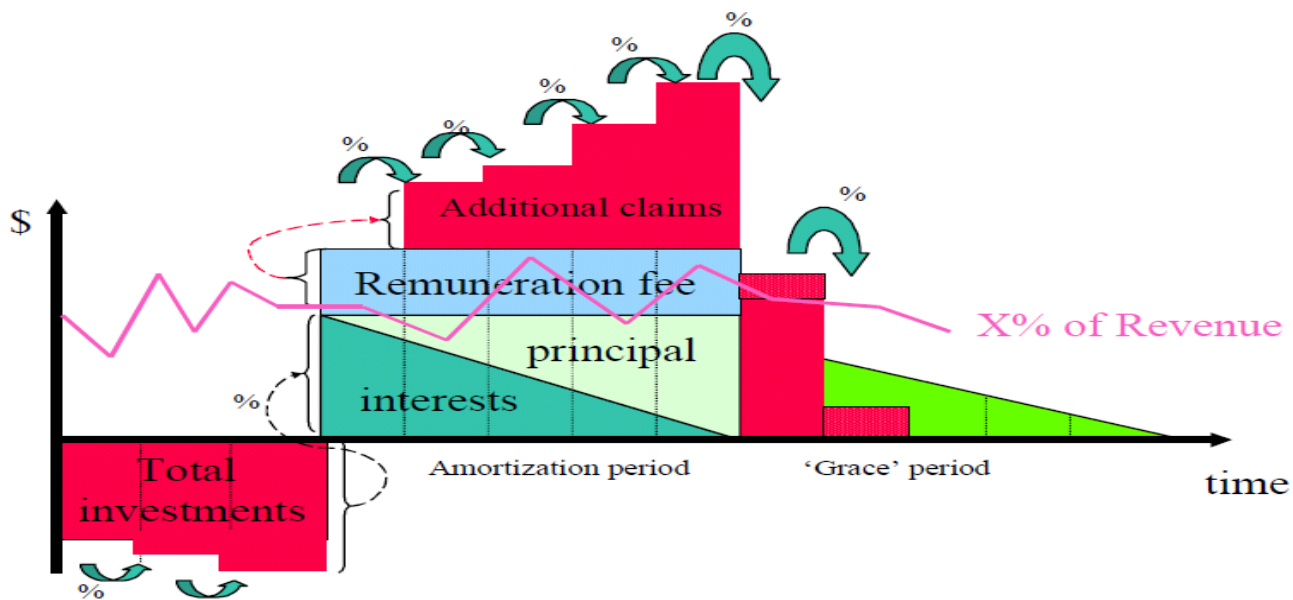 %
%
%
%
%
%
$
Additional claims
Remuneration fee
X% of Revenue
principal
%
interests
Total
investments
Amortization period
‘Grace’ period
time
%